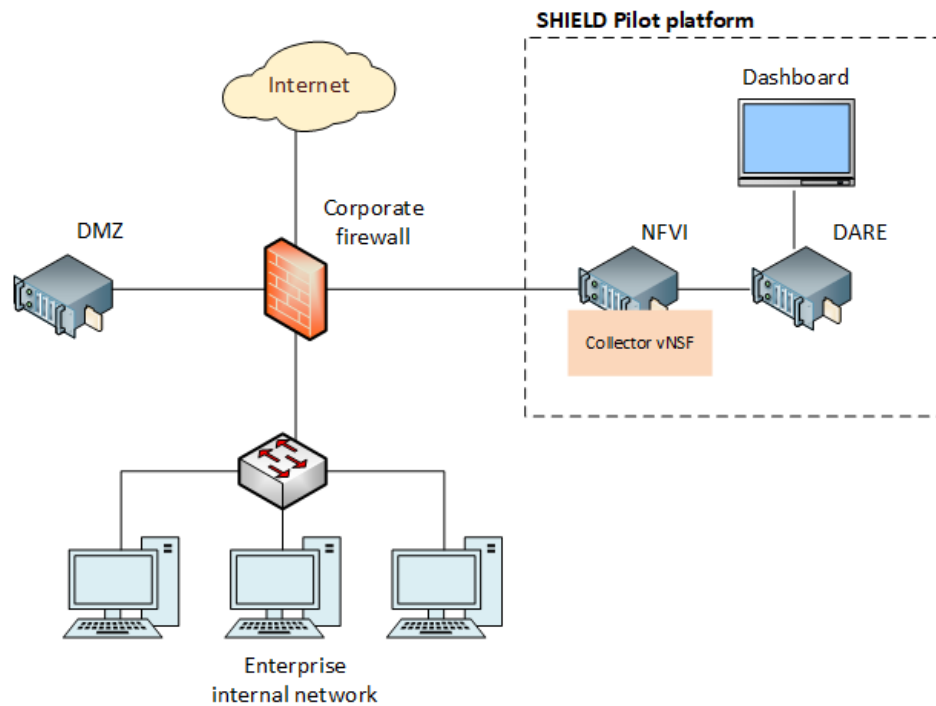 SHIELD Pilot platform
Internet
Dashboard
Corporate
firewall
DMZ
NFVI
DARE
Collector vNSF
Enterprise
internal network